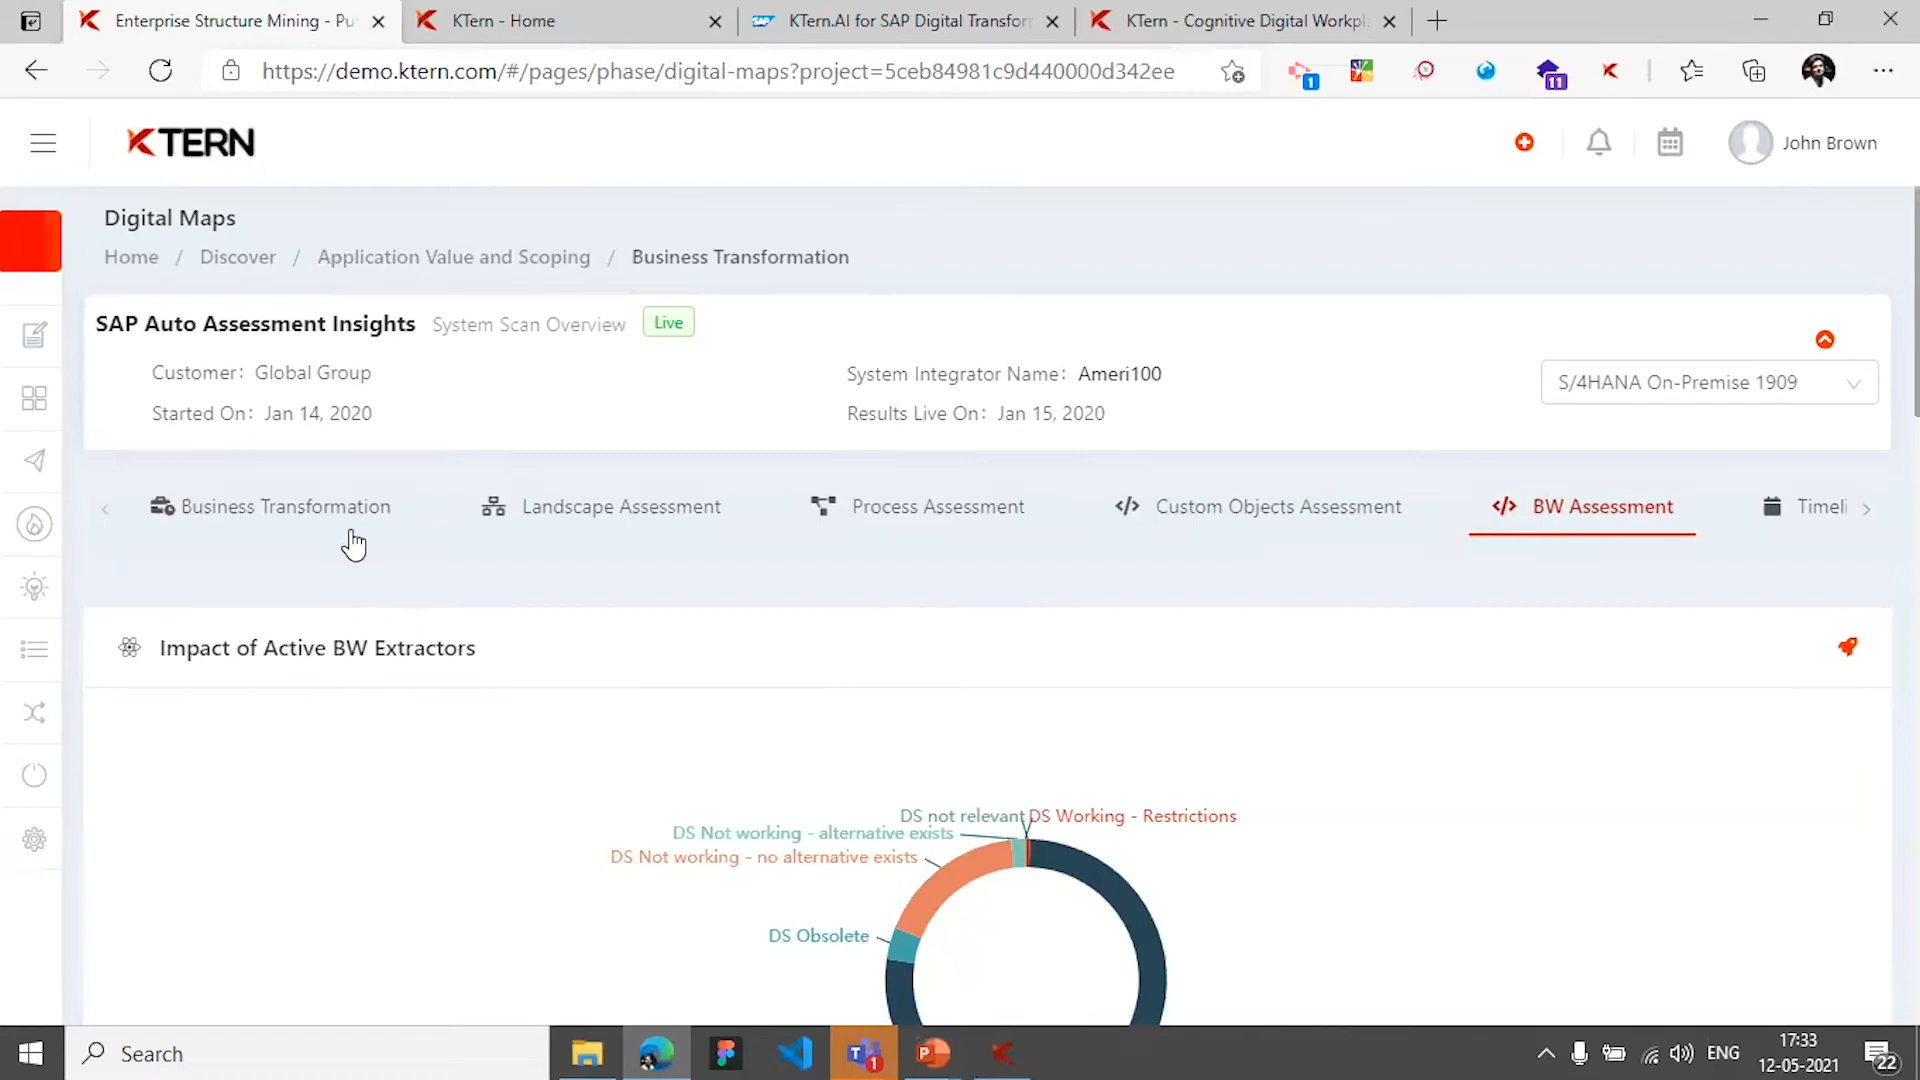 Enterprise Structure Mining - Pu
KTern - Home
KTern.AI for SAP Digital Transfor
KTern - Cognitive Digital Workpl
https://demo.ktern.com/#/pages/phase/digital-maps?project=5ceb84981c9d440000d342ee
1
11
KTERN
John Brown
Digital Maps
Home / Discover / Application Value and Scoping / Business Transformation
SAP Auto Assessment Insights System Scan Overview Live
Customer: Global Group
System Integrator Name: Ameri100
S/4HANA On-Premise 1909
Started On: Jan 14, 2020
Results Live On: Jan 15, 2020
Business Transformation
Landscape Assessment
Process Assessment
Custom Objects Assessment
BW Assessment
Timeli
Impact of Active BW Extractors
DS not relevant
DS Working - Restrictions
DS Not working - alternative exists
DS Not working - no alternative exists
DS Obsolete
Search
1
ENG
17:33
12-05-2021
22